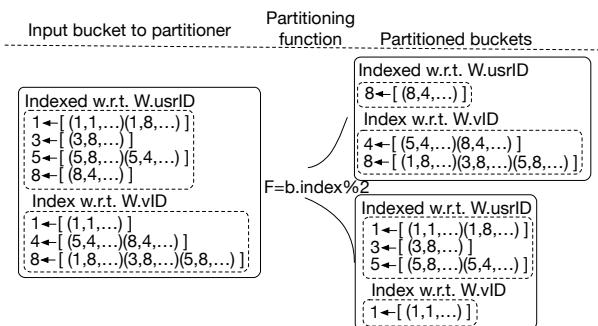 Input bucket to partitioner
Partitioning
function
Partitioned buckets
Indexed w.r.t. W.usrID
1←[ (1,1,...)(1,8,...) ]
3←[ (3,8,...) ]
5←[ (5,8,...)(5,4,...) ]
8←[ (8,4,...) ]
Index w.r.t. W.vID
1←[ (1,1,...) ]
4←[ (5,4,...)(8,4,...) ]
8←[ (1,8,...)(3,8,...)(5,8,...) ]
F=b.index%2
Indexed w.r.t. W.usrID
8←[ (8,4,...) ]
Index w.r.t. W.vID
4←[ (5,4,...)(8,4,...) ]
8←[ (1,8,...)(3,8,...)(5,8,...) ]
Indexed w.r.t. W.usrID
1←[ (1,1,...)(1,8,...) ]
3←[ (3,8,...) ]
5←[ (5,8,...)(5,4,...) ]
Index w.r.t. W.vID
1←[ (1,1,...) ]